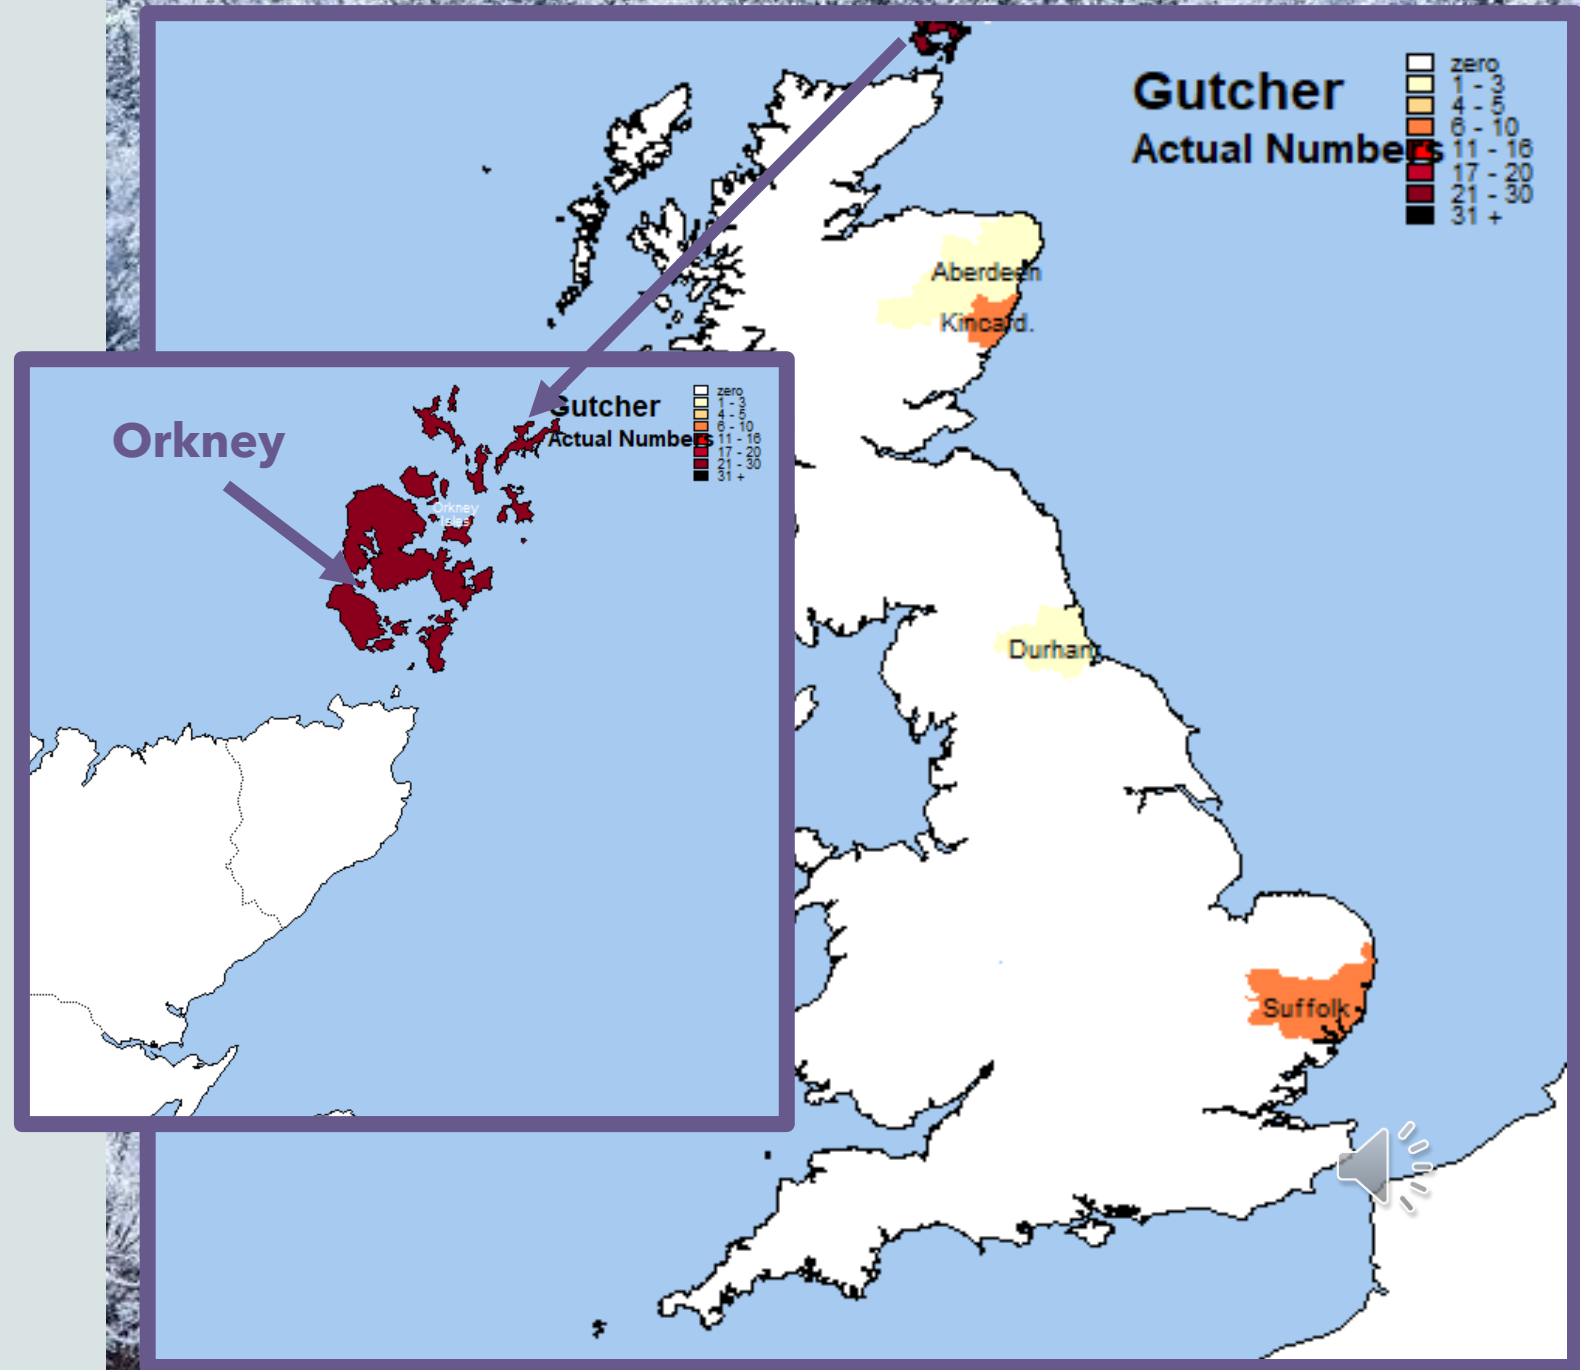 Gutcher
Actual Numbers
zero
1 - 3
4 - 5
6 - 10
11 - 16
17 - 20
21 - 30
31 +
Aberdeen
Kincard.
Durham
Suffolk
Orkney
Gutcher
Actual Numbers
zero
1 - 3
4 - 5
6 - 10
11 - 16
17 - 20
21 - 30
31 +
Orkney
Isles